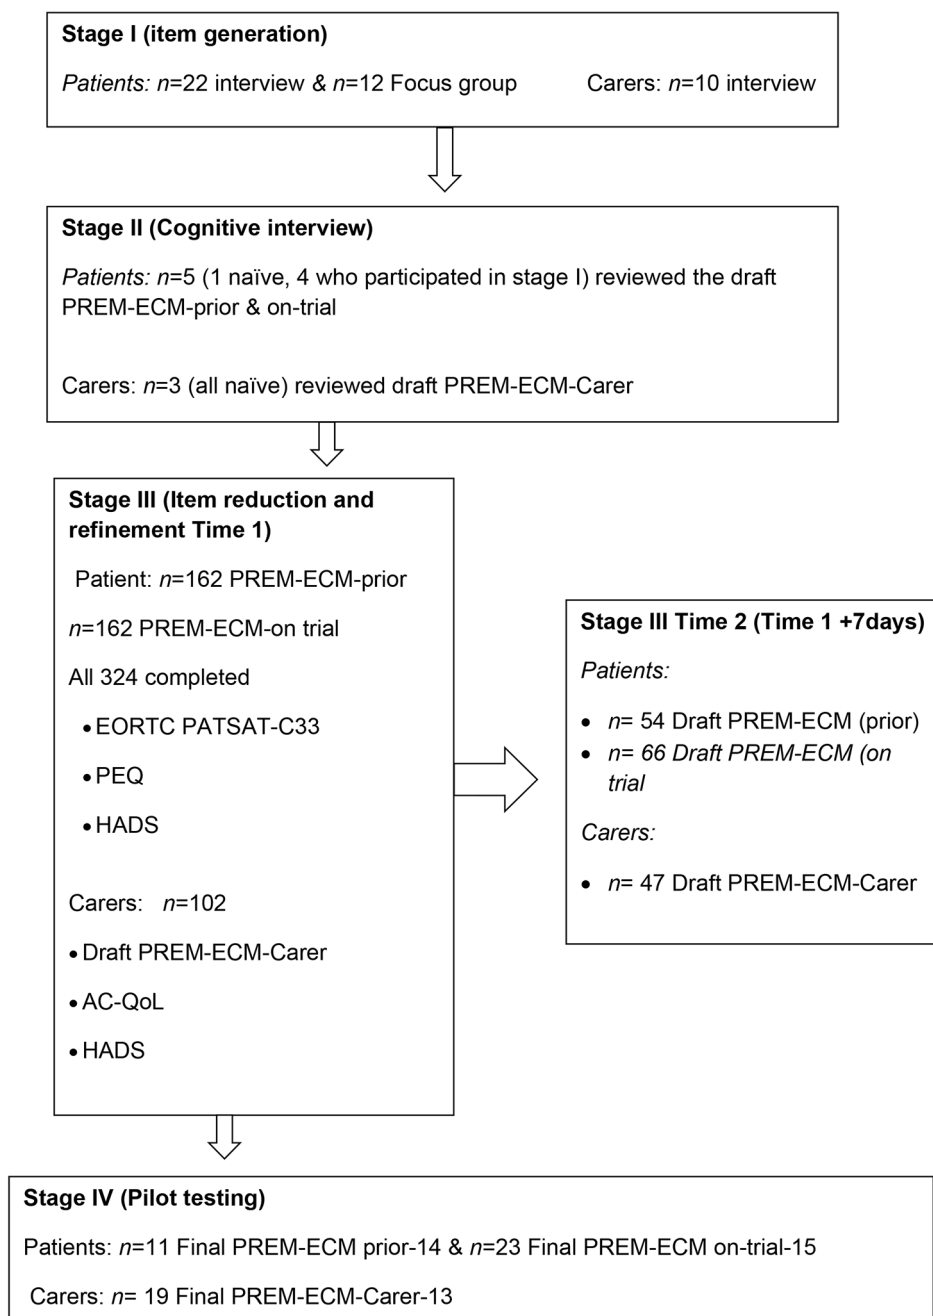 Stage I (item generation)
Patients: n=22 interview & n=12 Focus group Carers: n=10 interview
Stage II (Cognitive interview)
Patients: n=5 (1 naïve, 4 who participated in stage I) reviewed the draft
PREM-ECM-prior & on-trial
Carers: n=3 (all naïve) reviewed draft PREM-ECM-Carer
Stage III (Item reduction and
refinement Time 1)
Patient: n=162 PREM-ECM-prior
n=162 PREM-ECM-on trial
All 324 completed
• EORTC PATSAT-C33
• PEQ
• HADS
Carers: n=102
• Draft PREM-ECM-Carer
• AC-QoL
• HADS
Stage III Time 2 (Time 1 +7days)
Patients:
• n= 54 Draft PREM-ECM (prior)
• n= 66 Draft PREM-ECM (on
trial
Carers:
• n= 47 Draft PREM-ECM-Carer
Stage IV (Pilot testing)
Patients: n=11 Final PREM-ECM prior-14 & n=23 Final PREM-ECM on-trial-15
Carers: n= 19 Final PREM-ECM-Carer-13